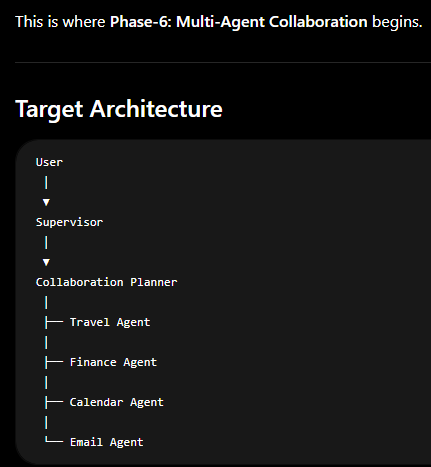 This is where Phase-6: Multi-Agent Collaboration begins.
Target Architecture
User
│
▼
Supervisor
│
▼
Collaboration Planner
│
├── Travel Agent
│
├── Finance Agent
│
├── Calendar Agent
│
└── Email Agent